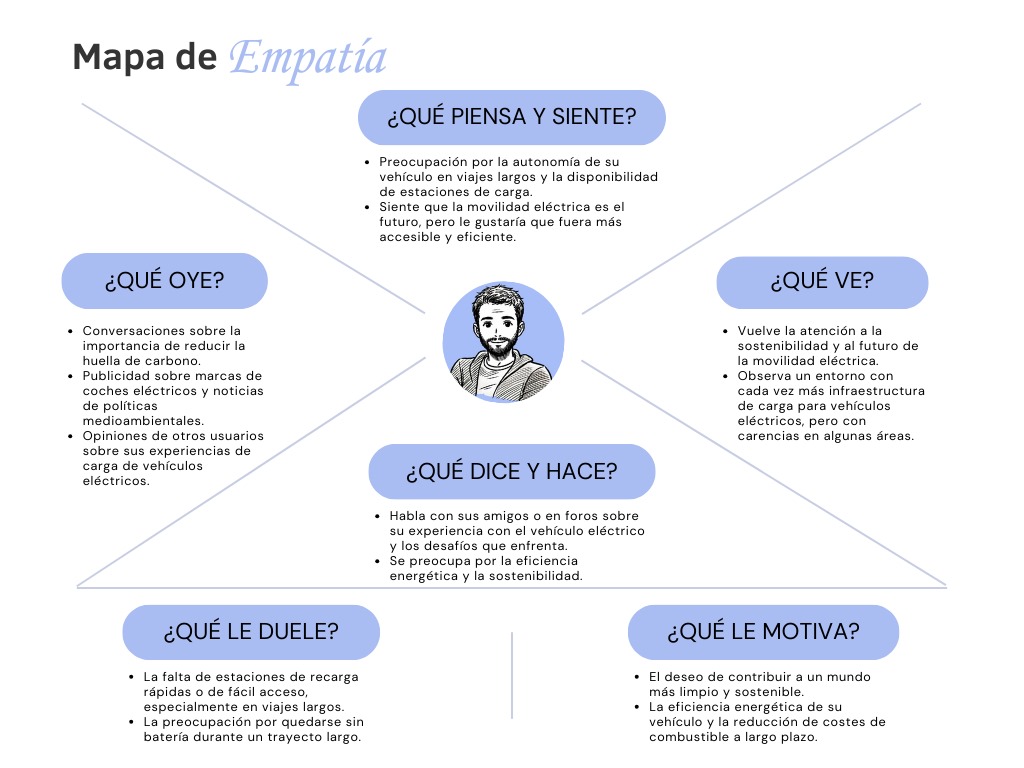 Mapa de Empatía
¿QUÉ PIENSA Y SIENTE?
• Preocupación por la autonomía de su
vehículo en viajes largos y la disponibilidad
de estaciones de carga.
• Siente que la movilidad eléctrica es el
futuro, pero le gustaría que fuera más
accesible y eficiente.
¿QUÉ OYE?
• Conversaciones sobre la
importancia de reducir la
huella de carbono.
• Publicidad sobre marcas de
coches eléctricos y noticias
de políticas
medioambientales.
• Opiniones de otros usuarios
sobre sus experiencias de
carga de vehículos
eléctricos.
¿QUÉ VE?
• Vuelve la atención a la
sostenibilidad y al futuro de
la movilidad eléctrica.
• Observa un entorno con
cada vez más infraestructura
de carga para vehículos
eléctricos, pero con
carencias en algunas áreas.
¿QUÉ DICE Y HACE?
• Habla con sus amigos o en foros sobre
su experiencia con el vehículo eléctrico
y los desafíos que enfrenta.
• Se preocupa por la eficiencia
energética y la sostenibilidad.
¿QUÉ LE DUELE?
• La falta de estaciones de recarga
rápidas o de fácil acceso,
especialmente en viajes largos.
• La preocupación por quedarse sin
batería durante un trayecto largo.
¿QUÉ LE MOTIVA?
• El deseo de contribuir a un mundo
más limpio y sostenible.
• La eficiencia energética de su
vehículo y la reducción de costes de
combustible a largo plazo.